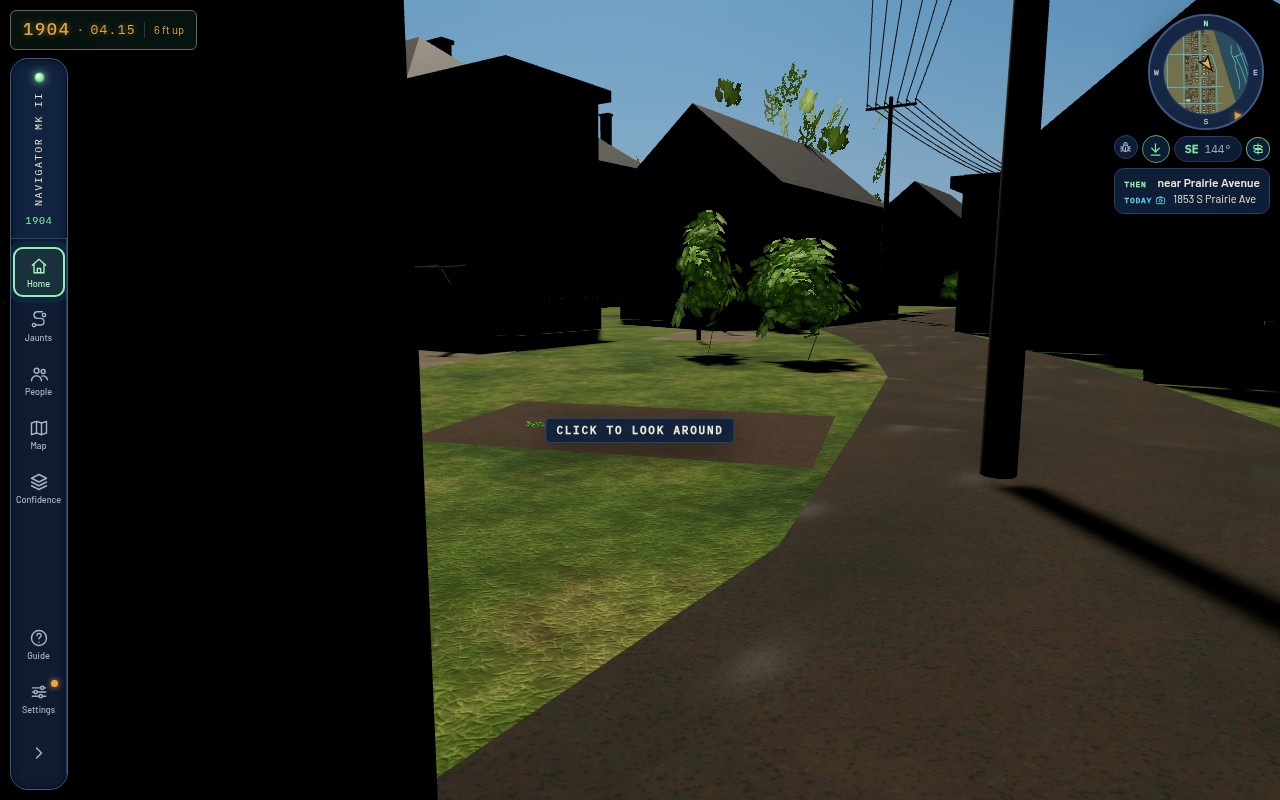 1904 · 04.15 6 ft up
NAVIGATOR MK II
1904
Home
Jaunts
People
Map
Confidence
Guide
Settings
CLICK TO LOOK AROUND
N
W
E
S
SE 144°
THEN near Prairie Avenue
TODAY 1853 S Prairie Ave